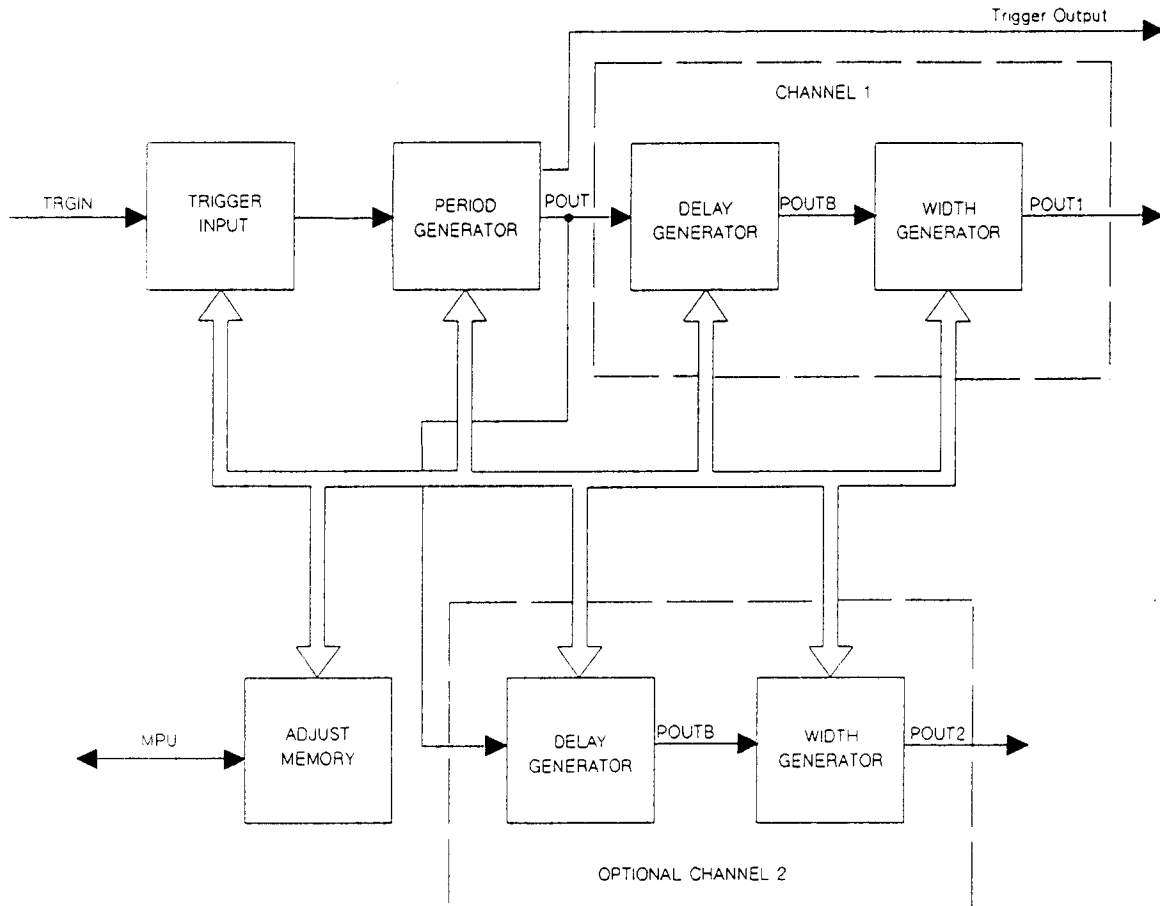 Trigger Output
CHANNEL 1
TRGIN
TRIGGER
INPUT
PERIOD
GENERATOR
POUT
DELAY
GENERATOR
POUTB
WIDTH
GENERATOR
POUT1
MPU
ADJUST
MEMORY
DELAY
GENERATOR
POUTB
WIDTH
GENERATOR
POUT2
OPTIONAL CHANNEL 2